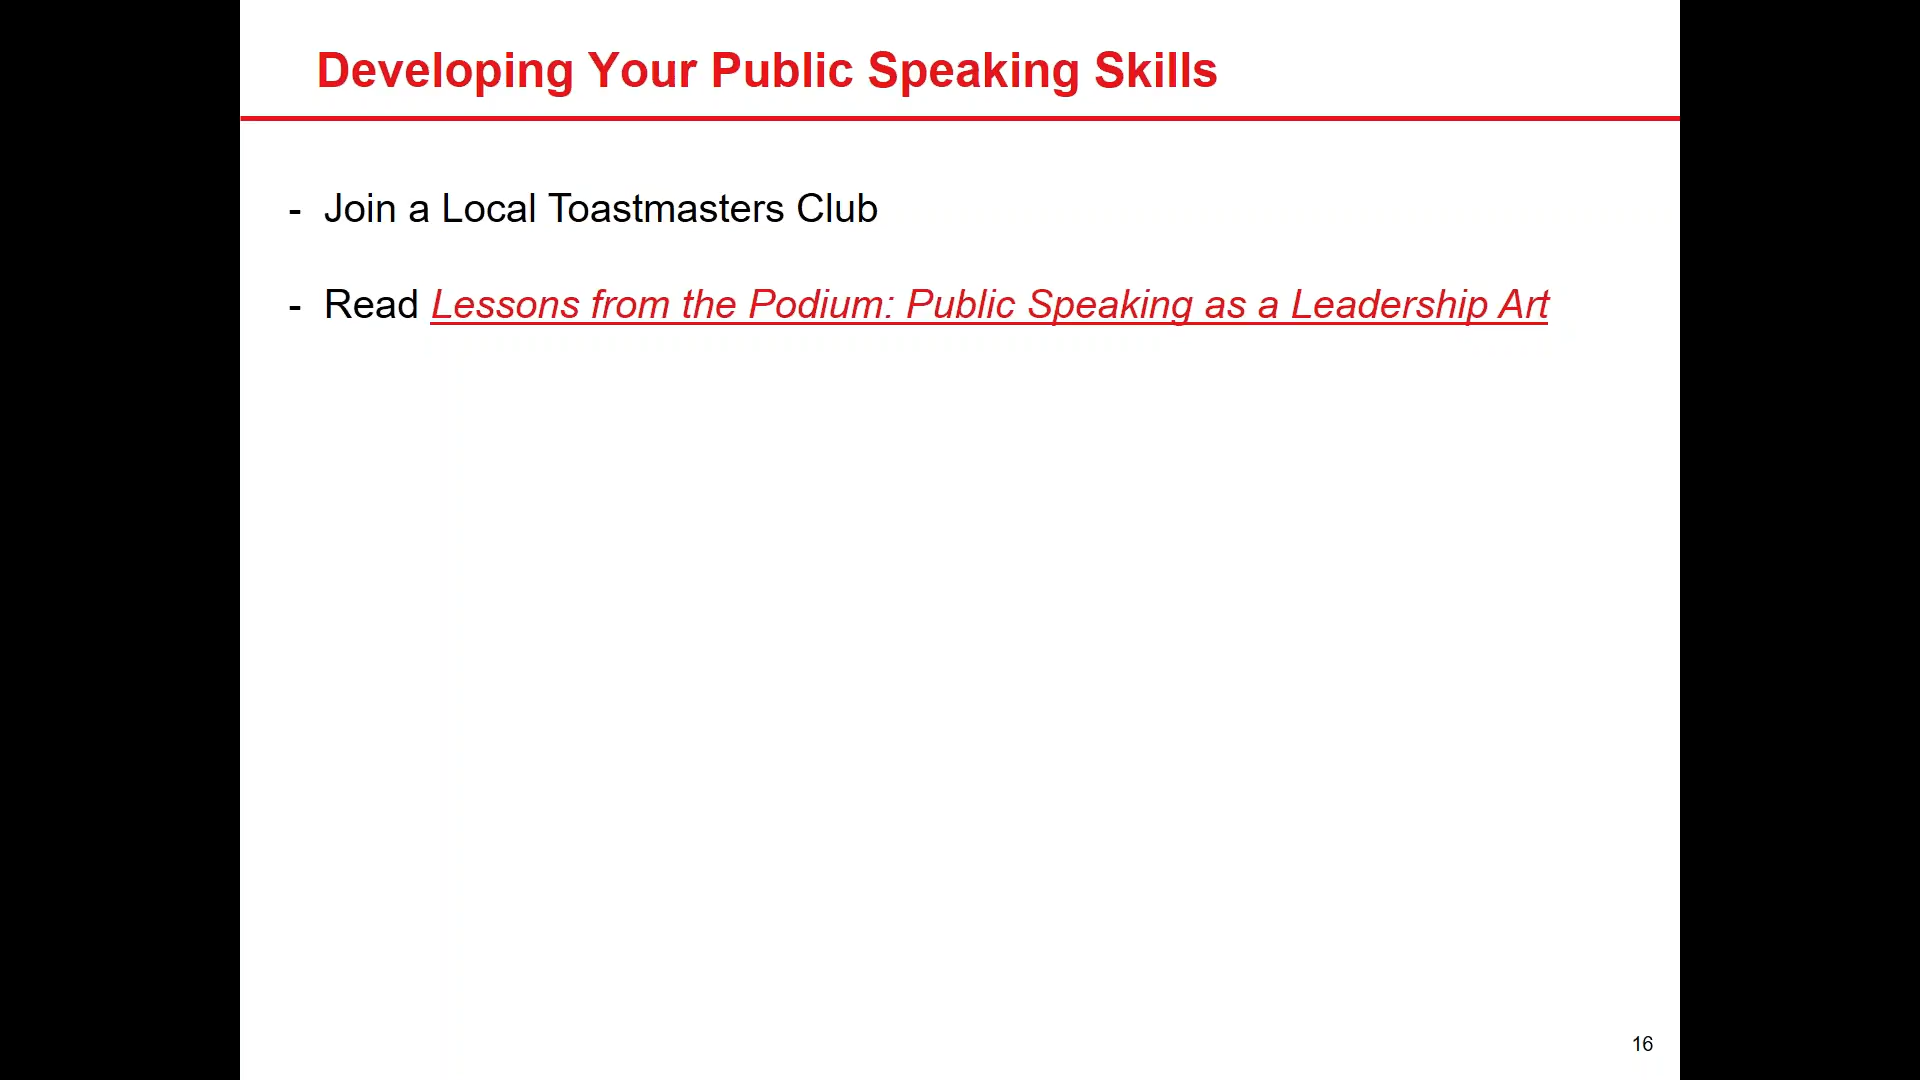 Developing Your Public Speaking Skills
- Join a Local Toastmasters Club
- Read Lessons from the Podium: Public Speaking as a Leadership Art
16